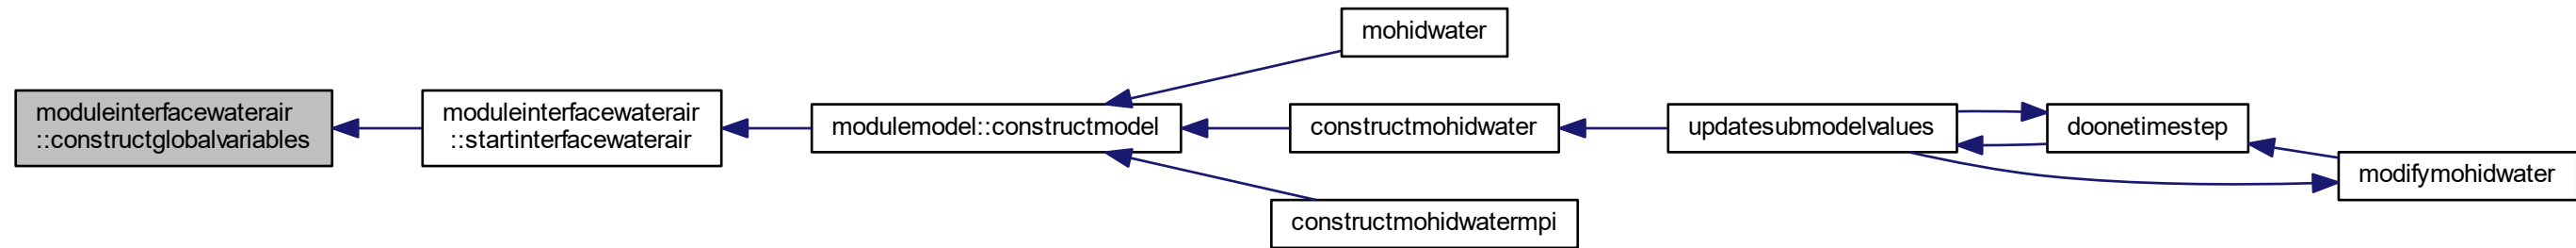 moduleinterfacewaterair
::constructglobalvariables
moduleinterfacewaterair
::startinterfacewaterair
modulemodel::constructmodel
mohidwater
constructmohidwater
constructmohidwatermpi
updatesubmodelvalues
doonetimestep
modifymohidwater